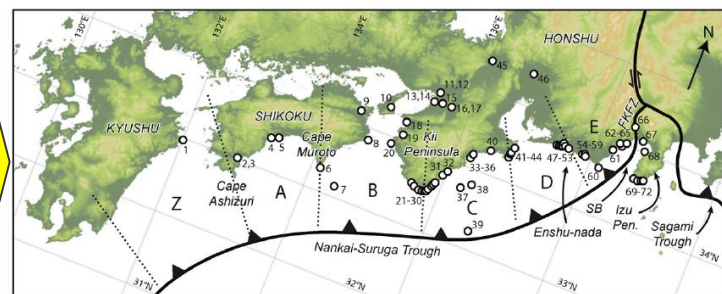 130°E
132°E
134°E
136°E
HONSHU
N
45
46
11,12
13,14
15
16,17
10
9
18
19
20
8
KYUSHU
SHIKOKU
1
4 5
2,3
Cape
Muroto
Kii
Peninsula
Cape
Ashizuri
6
7
31 32
33-36
40
41-44
47-53
54-59
E
62-65
61
60
FKFZ
66
67
68
69-72
21-30
37
38
39
Z
A
B
C
D
Enshu-nada
SB
Izu
Pen.
Sagami
Trough
Nankai-Suruga Trough
31°N
32°N
33°N
34°N